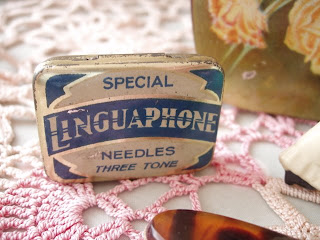 SPECIAL
LINGUAPHONE
NEEDLES
THREE TONE